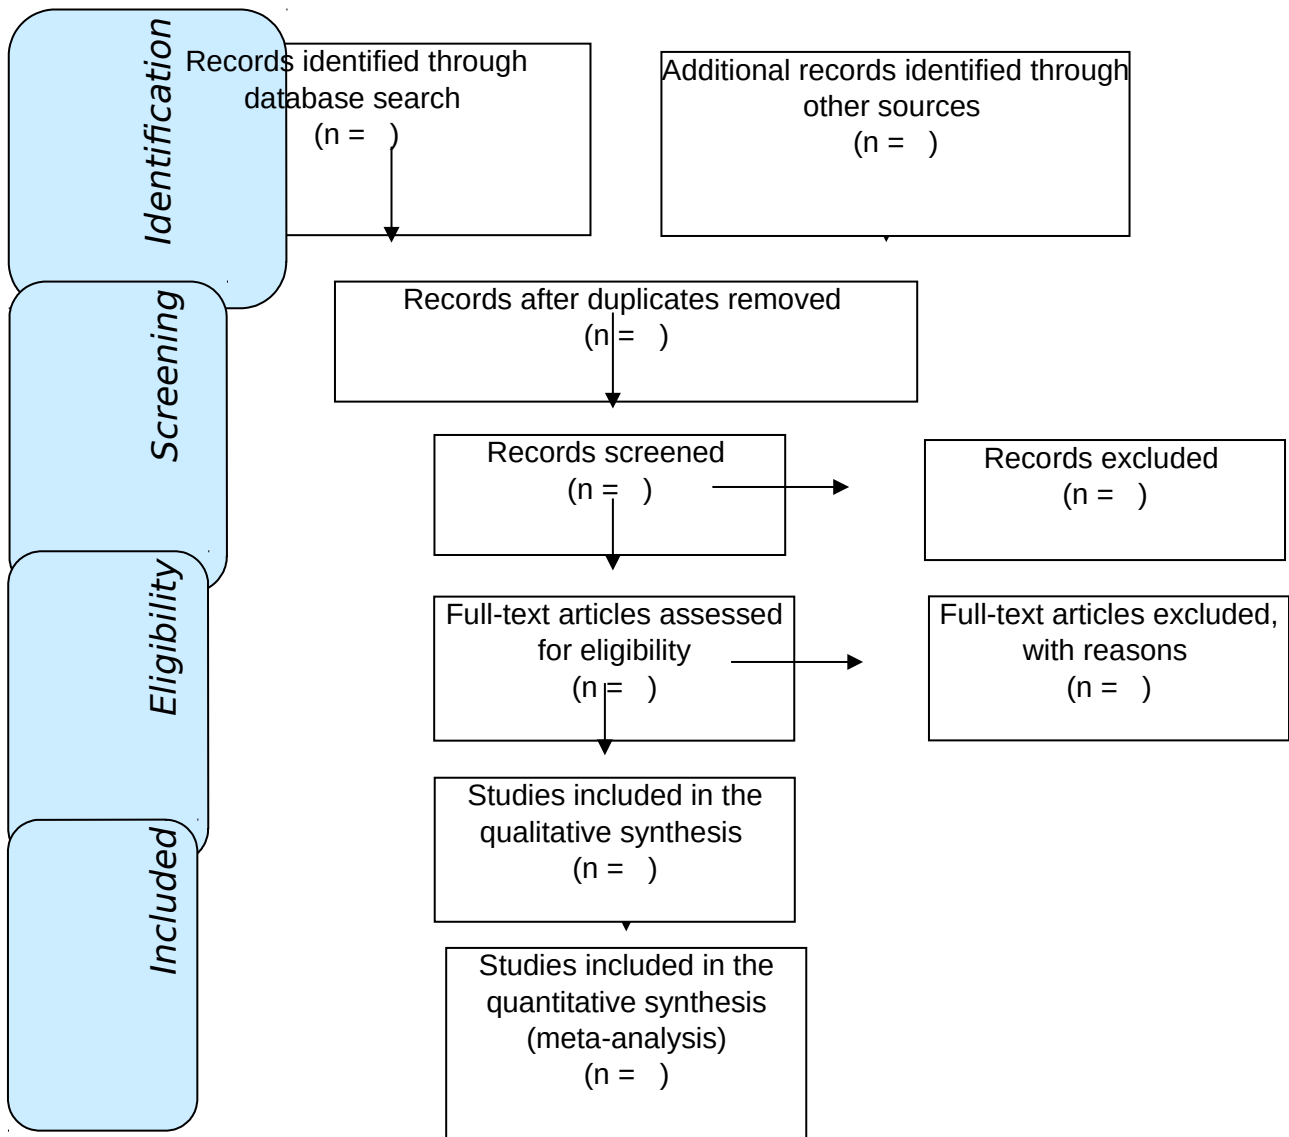 Identification
Records identified through
database search
(n =   )
Additional records identified through
other sources
(n =   )
Screening
Records after duplicates removed
(n =   )
Records screened
(n =   )
Records excluded
(n =   )
Eligibility
Full-text articles assessed
for eligibility
(n =   )
Full-text articles excluded,
with reasons
(n =   )
Included
Studies included in the
qualitative synthesis
(n =   )
Studies included in the
quantitative synthesis
(meta-analysis)
(n =   )